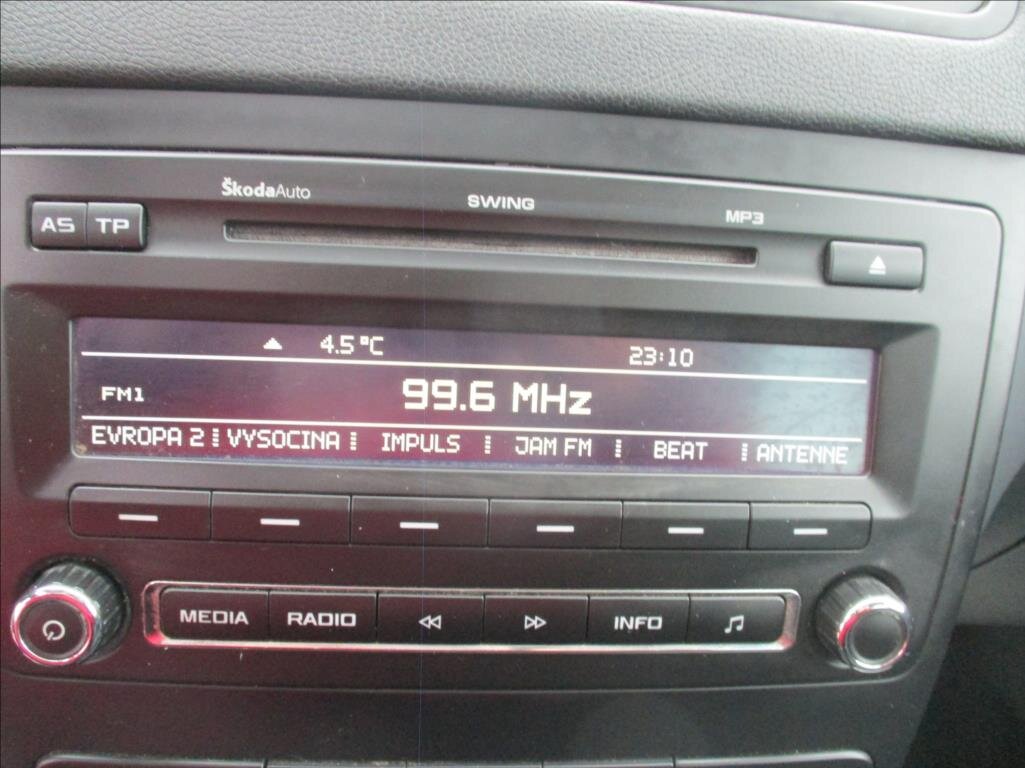 ŠkodaAuto SWING MP3
AS TP
4.5°C 23:10
FM1 99.6 MHz
EVROPA 2 VYSOCINA IMPULS JAM FM BEAT ANTENNE
MEDIA RADIO INFO